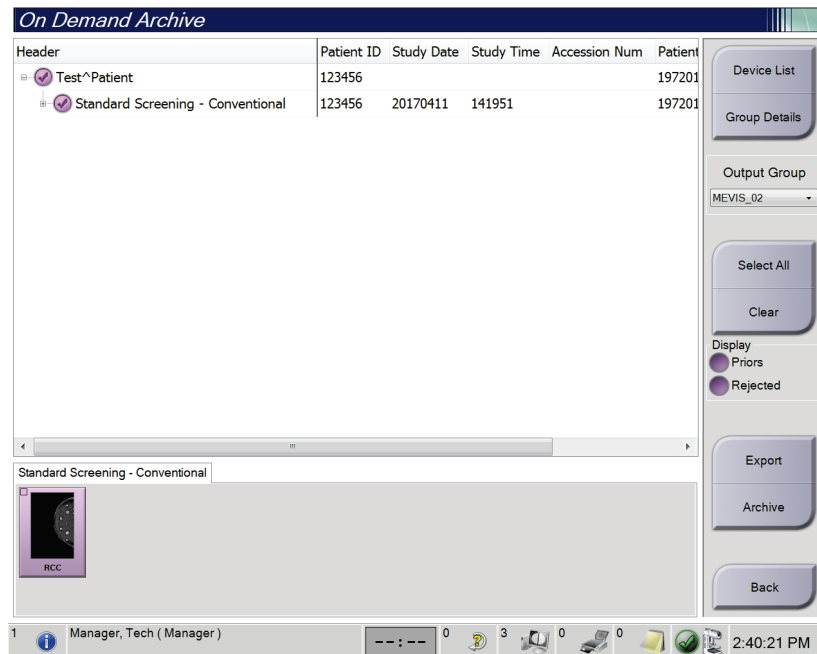 On Demand Archive
Header Patient ID Study Date Study Time Accession Num Patient
Test^Patient 123456 197201
Standard Screening - Conventional 123456 20170411 141951 197201
Device List
Group Details
Output Group
MEVIS_02
Select All
Clear
Display
Priors
Rejected
Export
Archive
Back
Standard Screening - Conventional
RCC
1 Manager, Tech ( Manager ) --:-- 0 3 0 0 2:40:21 PM